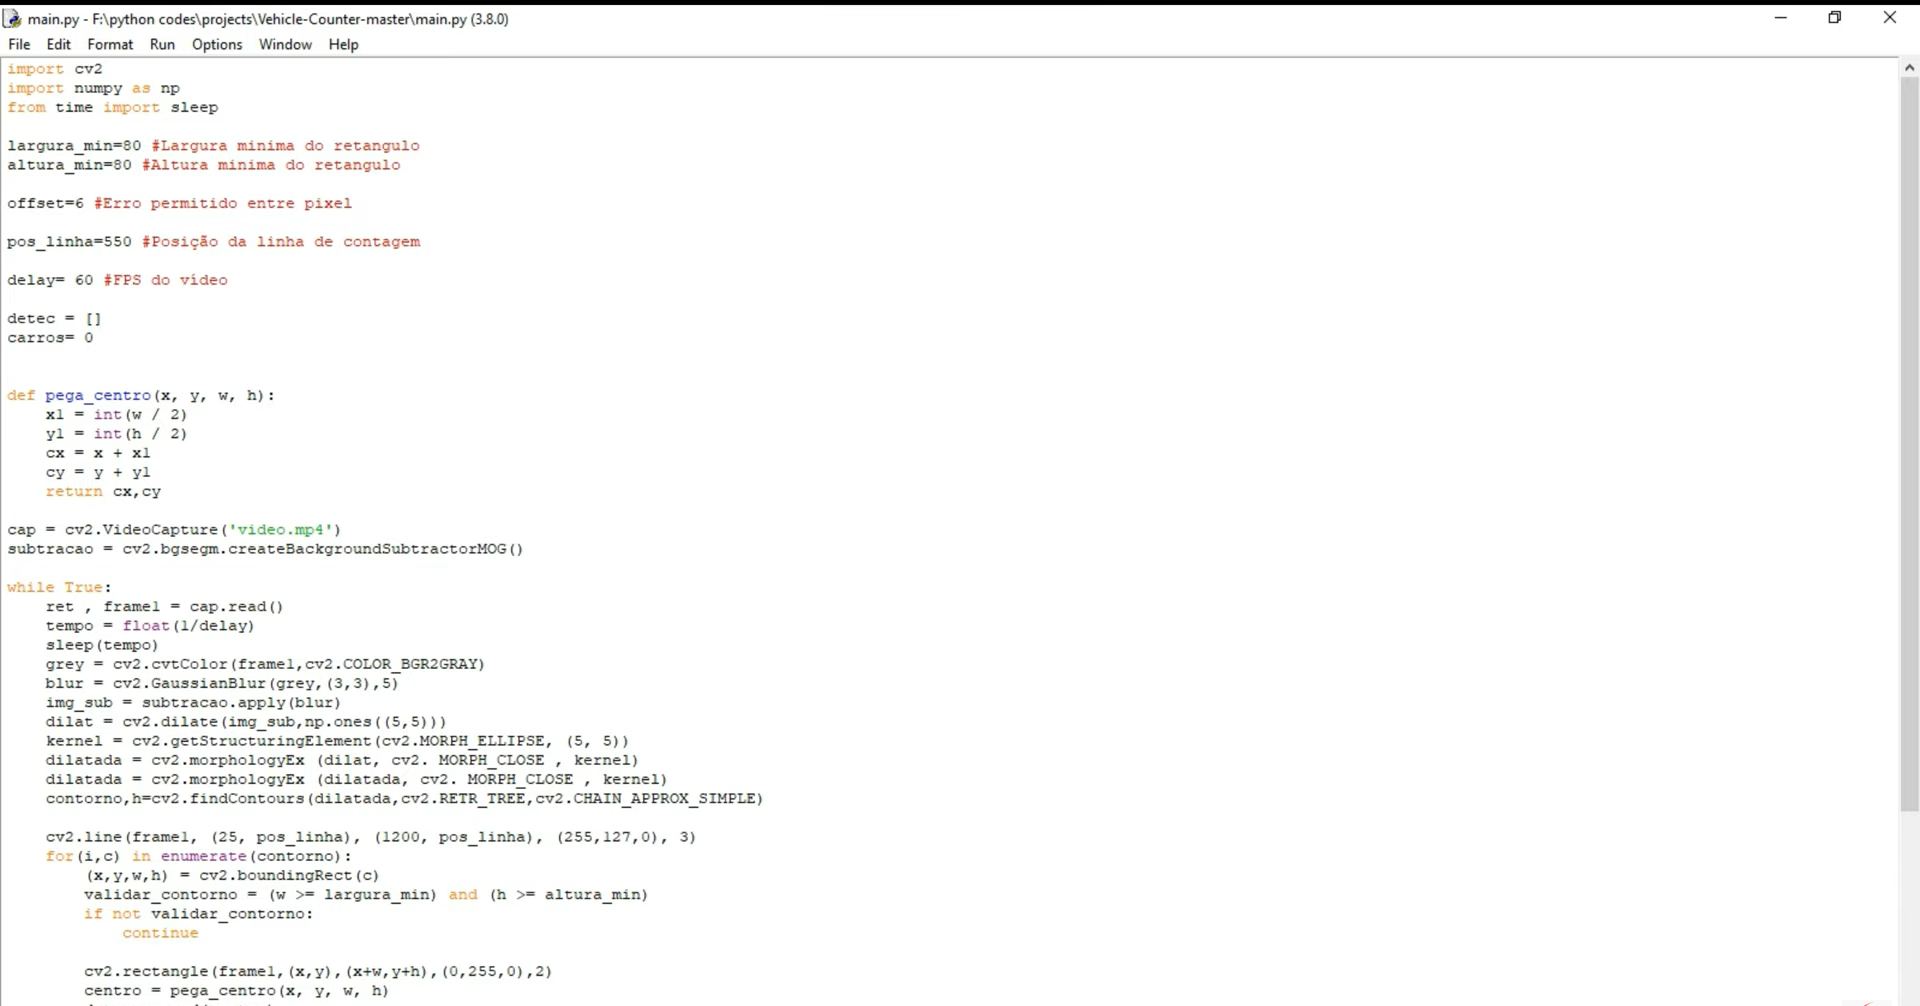 main.py - F:\python codes\projects\Vehicle-Counter-master\main.py (3.8.0)
File Edit Format Run Options Window Help
import cv2
import numpy as np
from time import sleep

largura_min=80 #Largura minima do retangulo
altura_min=80 #Altura minima do retangulo

offset=6 #Erro permitido entre pixel

pos_linha=550 #Posição da linha de contagem

delay= 60 #FPS do vídeo

detec = []
carros= 0


def pega_centro(x, y, w, h):
    x1 = int(w / 2)
    y1 = int(h / 2)
    cx = x + x1
    cy = y + y1
    return cx,cy

cap = cv2.VideoCapture('video.mp4')
subtracao = cv2.bgsegm.createBackgroundSubtractorMOG()

while True:
    ret , frame1 = cap.read()
    tempo = float(1/delay)
    sleep(tempo)
    grey = cv2.cvtColor(frame1,cv2.COLOR_BGR2GRAY)
    blur = cv2.GaussianBlur(grey,(3,3),5)
    img_sub = subtracao.apply(blur)
    dilat = cv2.dilate(img_sub,np.ones((5,5)))
    kernel = cv2.getStructuringElement(cv2.MORPH_ELLIPSE, (5, 5))
    dilatada = cv2.morphologyEx (dilat, cv2. MORPH_CLOSE , kernel)
    dilatada = cv2.morphologyEx (dilatada, cv2. MORPH_CLOSE , kernel)
    contorno,h=cv2.findContours(dilatada,cv2.RETR_TREE,cv2.CHAIN_APPROX_SIMPLE)

    cv2.line(frame1, (25, pos_linha), (1200, pos_linha), (255,127,0), 3)
    for(i,c) in enumerate(contorno):
        (x,y,w,h) = cv2.boundingRect(c)
        validar_contorno = (w >= largura_min) and (h >= altura_min)
        if not validar_contorno:
            continue

        cv2.rectangle(frame1,(x,y),(x+w,y+h),(0,255,0),2)
        centro = pega_centro(x, y, w, h)